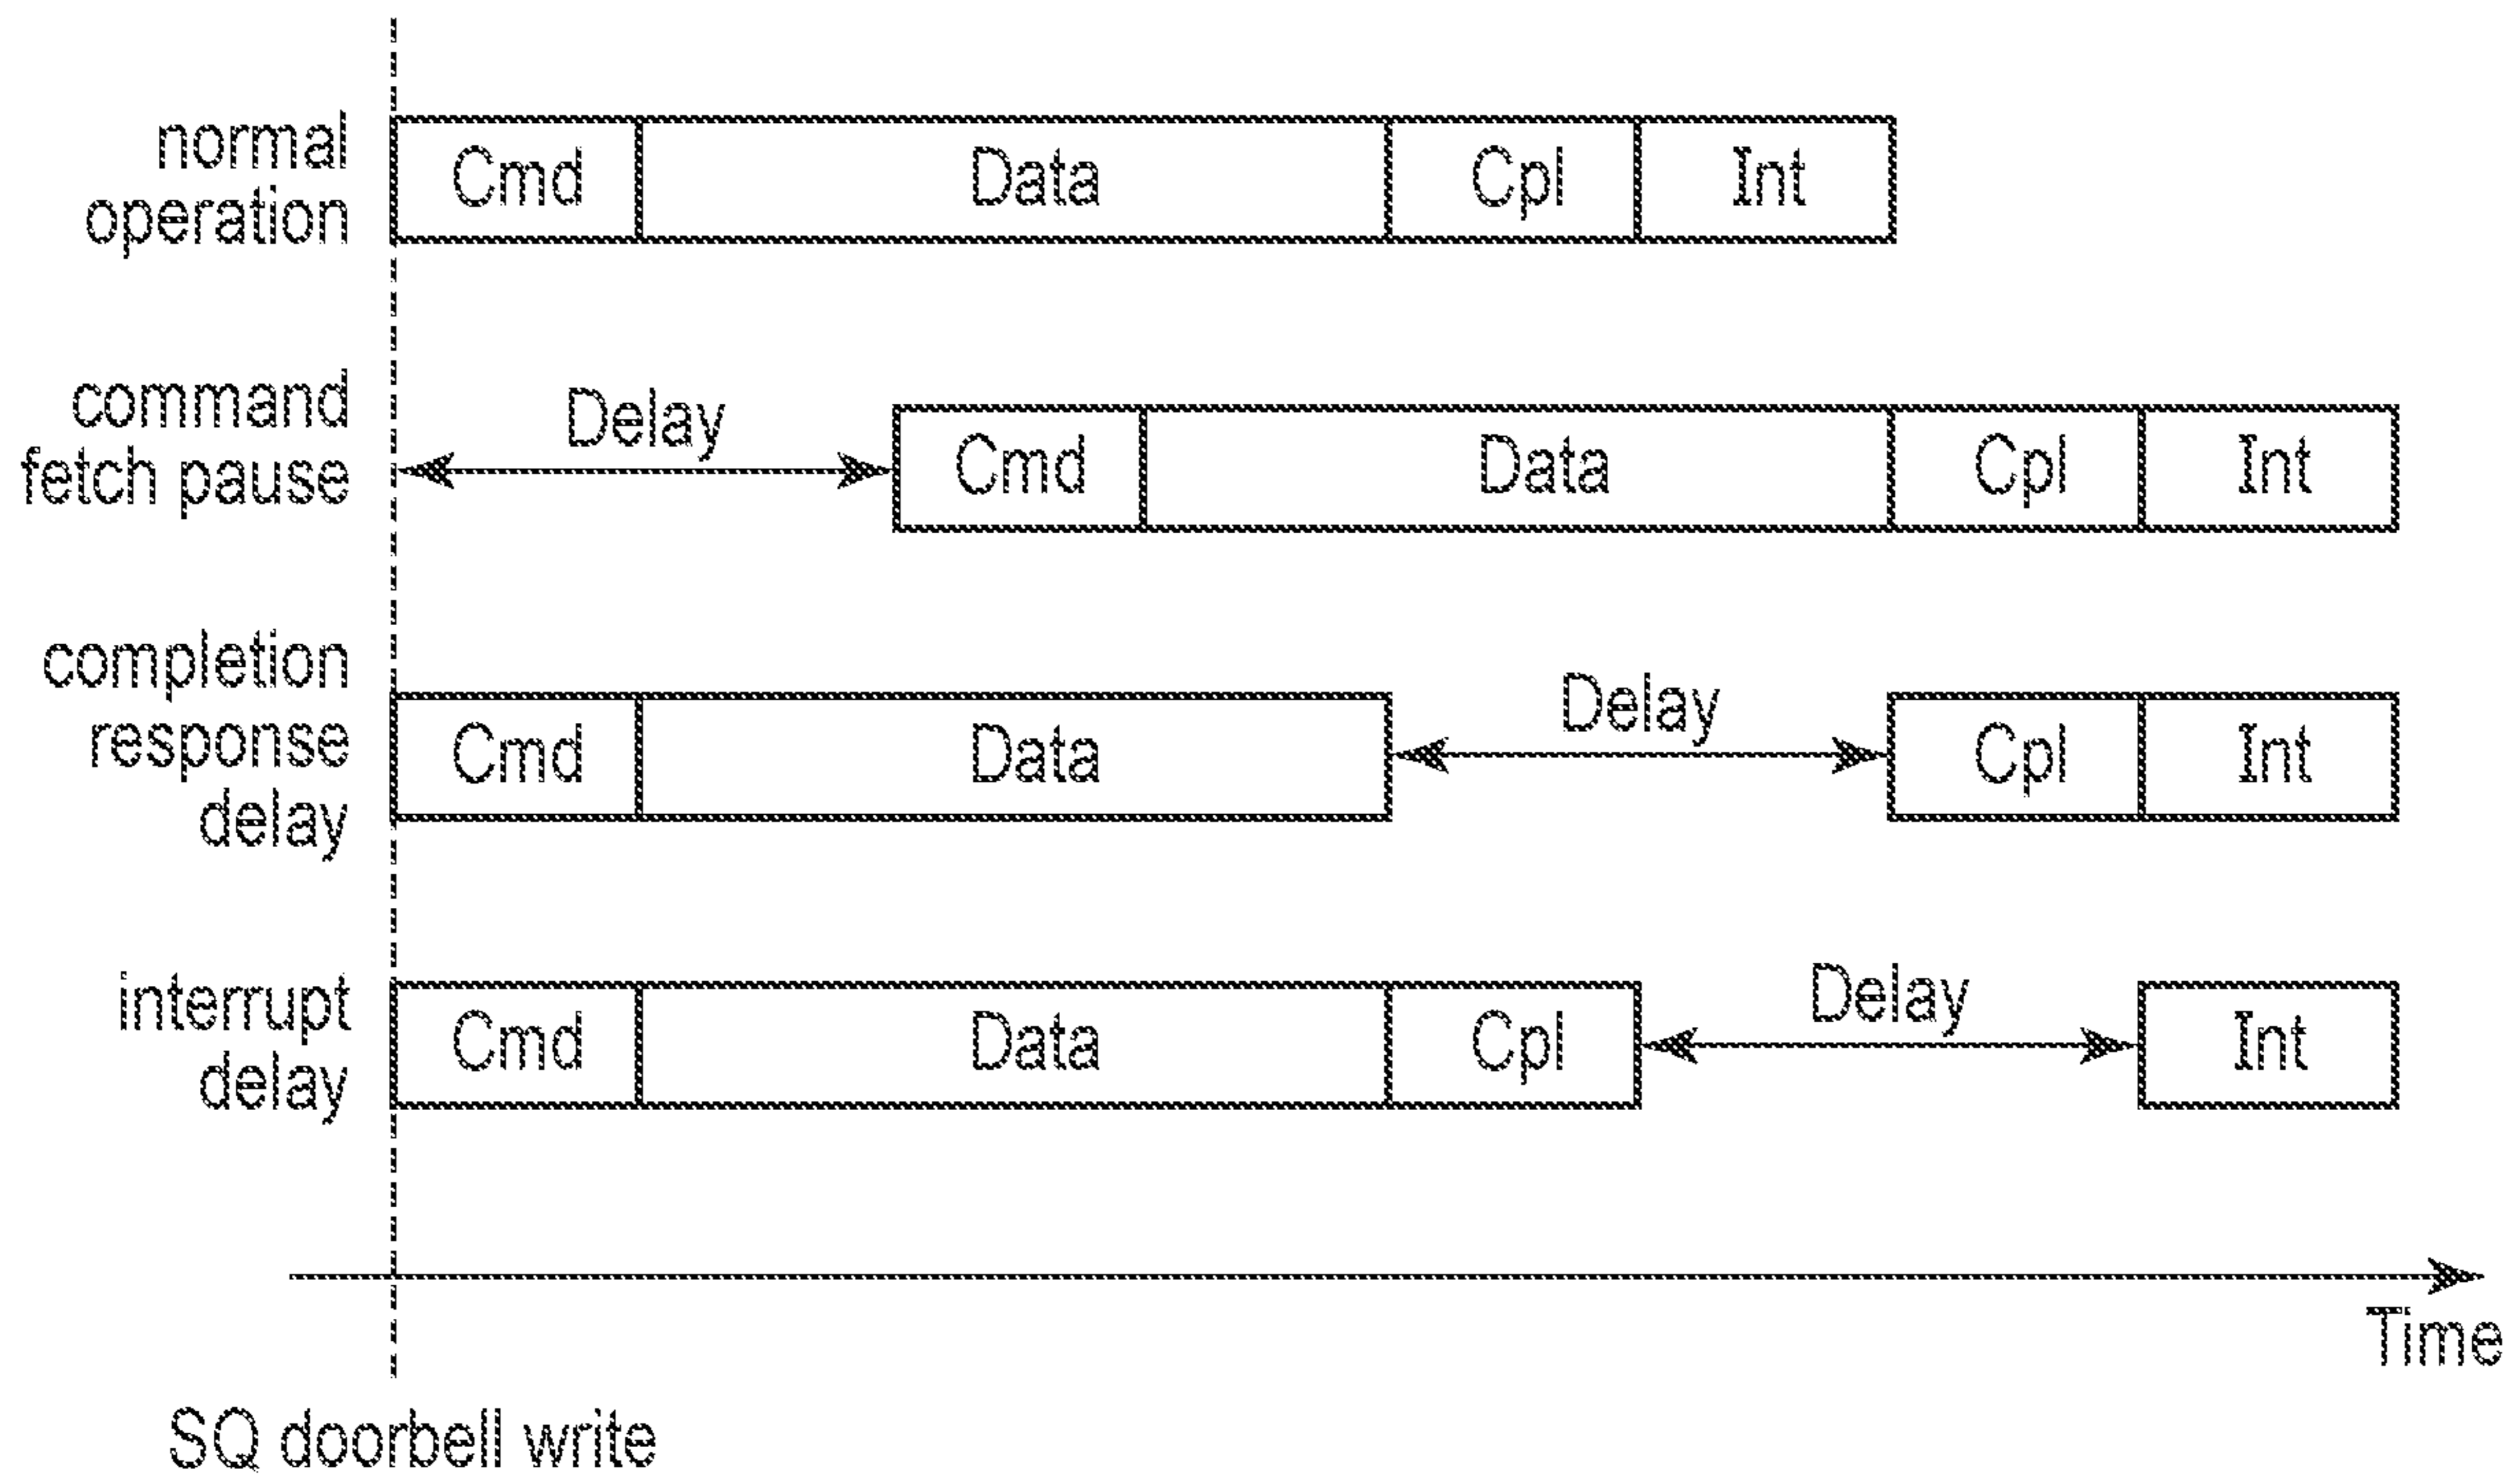 normal
operation
Cmd Data Cpl Int
command
fetch pause
Delay
Cmd Data Cpl Int
completion
response
delay
Cmd Data
Delay
Cpl Int
interrupt
delay
Cmd Data Cpl
Delay
Int
Time
SQ doorbell write